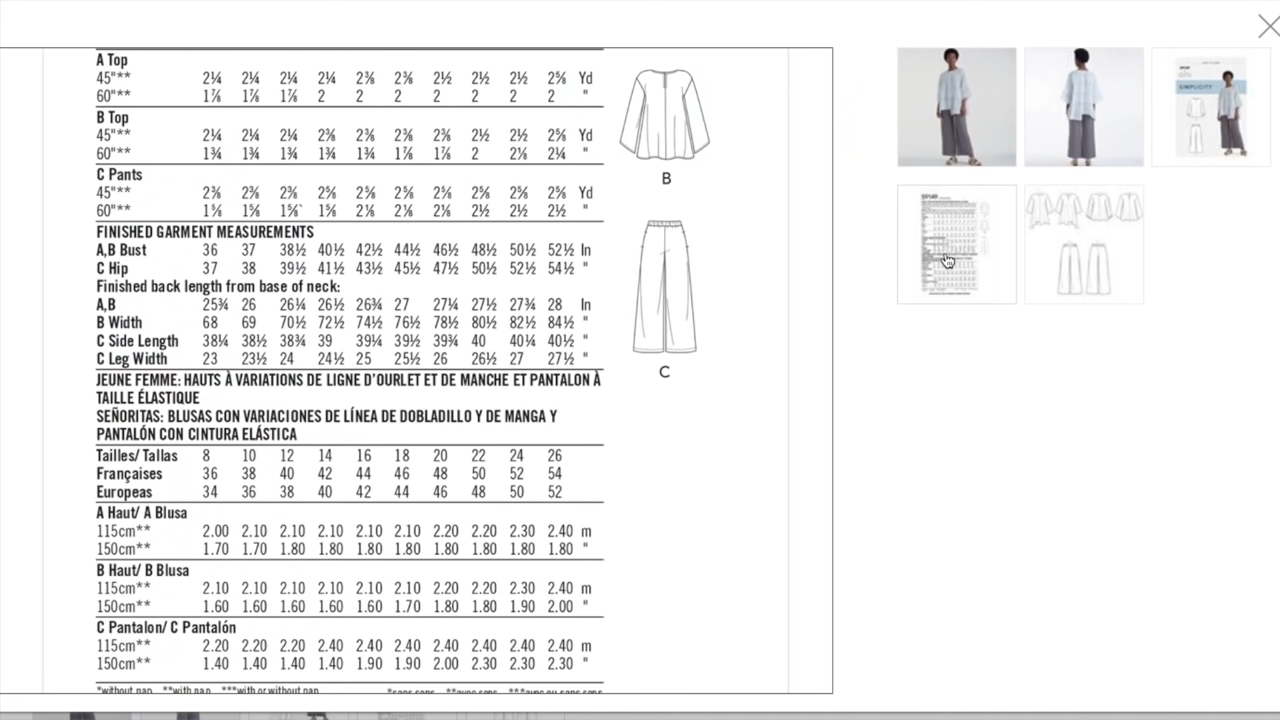 A Top
45"** 2¼ 2¼ 2¼ 2¼ 2⅜ 2⅜ 2½ 2½ 2½ 2⅝ Yd
60"** 1⅞ 1⅞ 1⅞ 2 2 2 2 2 2 2 "
B Top
45"** 2¼ 2¼ 2¼ 2⅜ 2⅜ 2⅜ 2⅜ 2½ 2½ 2⅝ Yd
60"** 1¾ 1¾ 1¾ 1¾ 1¾ 1⅞ 1⅞ 2 2⅛ 2¼ "
B
C Pants
45"** 2⅜ 2⅜ 2⅜ 2⅝ 2⅝ 2⅝ 2⅝ 2⅝ 2⅝ 2⅝ Yd
60"** 1⅝ 1⅝ 1⅝ 1⅝ 2⅛ 2⅛ 2⅛ 2½ 2½ 2½ "
FINISHED GARMENT MEASUREMENTS
A,B Bust 36 37 38½ 40½ 42½ 44½ 46½ 48½ 50½ 52½ In
C Hip 37 38 39½ 41½ 43½ 45½ 47½ 50½ 52½ 54½ "
Finished back length from base of neck:
A,B 25¾ 26 26¼ 26½ 26¾ 27 27¼ 27½ 27¾ 28 In
B Width 68 69 70½ 72½ 74½ 76½ 78½ 80½ 82½ 84½ "
C Side Length 38¼ 38½ 38¾ 39 39¼ 39½ 39¾ 40 40¼ 40½ "
C Leg Width 23 23½ 24 24½ 25 25½ 26 26½ 27 27½ "
C
JEUNE FEMME: HAUTS À VARIATIONS DE LIGNE D'OURLET ET DE MANCHE ET PANTALON À
TAILLE ÉLASTIQUE
SEÑORITAS: BLUSAS CON VARIACIONES DE LÍNEA DE DOBLADILLO Y DE MANGA Y
PANTALÓN CON CINTURA ELÁSTICA
Tailles/ Tallas 8 10 12 14 16 18 20 22 24 26
Françaises 36 38 40 42 44 46 48 50 52 54
Europeas 34 36 38 40 42 44 46 48 50 52
A Haut/ A Blusa
115cm** 2.00 2.10 2.10 2.10 2.10 2.10 2.20 2.20 2.30 2.40 m
150cm** 1.70 1.70 1.80 1.80 1.80 1.80 1.80 1.80 1.80 1.80 "
B Haut/ B Blusa
115cm** 2.10 2.10 2.10 2.10 2.10 2.10 2.20 2.20 2.30 2.40 m
150cm** 1.60 1.60 1.60 1.60 1.60 1.70 1.80 1.80 1.90 2.00 "
C Pantalon/ C Pantalón
115cm** 2.20 2.20 2.20 2.40 2.40 2.40 2.40 2.40 2.40 2.40 m
150cm** 1.40 1.40 1.40 1.40 1.90 1.90 2.00 2.30 2.30 2.30 "
*without nap **with nap ***with or without nap *sans sens **avec sens ***avec ou sans sens
SIMPLICITY